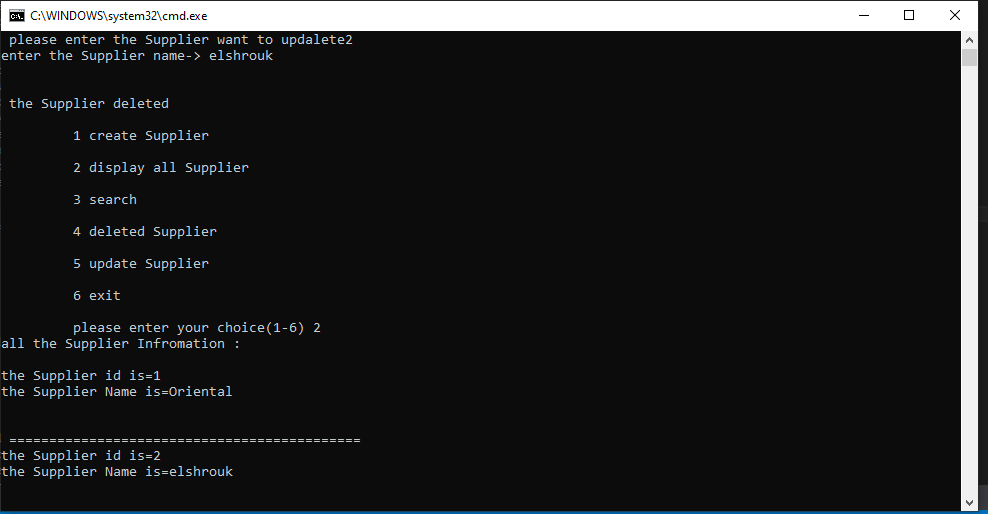 C:\WINDOWS\system32\cmd.exe
please enter the Supplier want to updalete2
enter the Supplier name-> elshrouk
the Supplier deleted
1 create Supplier
2 display all Supplier
3 search
4 deleted Supplier
5 update Supplier
6 exit
please enter your choice(1-6) 2
all the Supplier Infromation :
the Supplier id is=1
the Supplier Name is=Oriental
============================================
the Supplier id is=2
the Supplier Name is=elshrouk